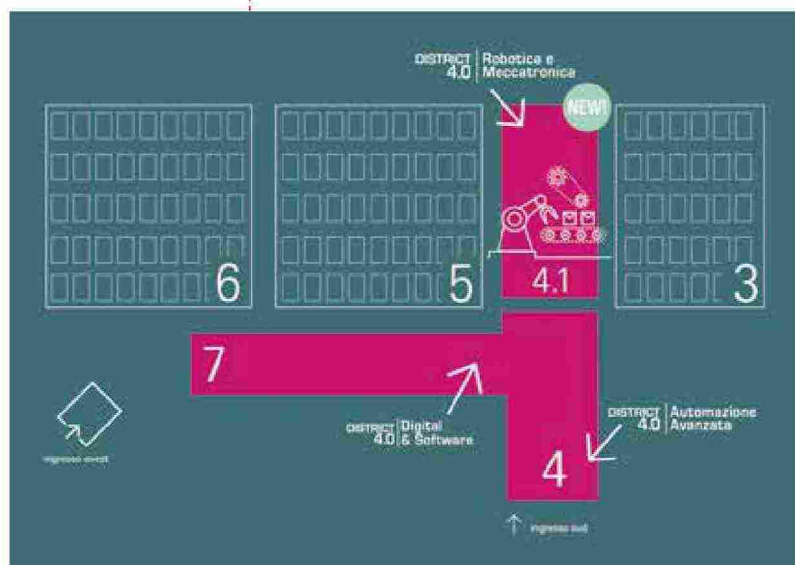 DISTRICT 4.0
Robotica e
Meccatronica
NEW!
6
5
4.1
3
7
DISTRICT 4.0
Digital
& Software
DISTRICT 4.0
Automazione
Avanzata
4
ingresso ovest
ingresso sud